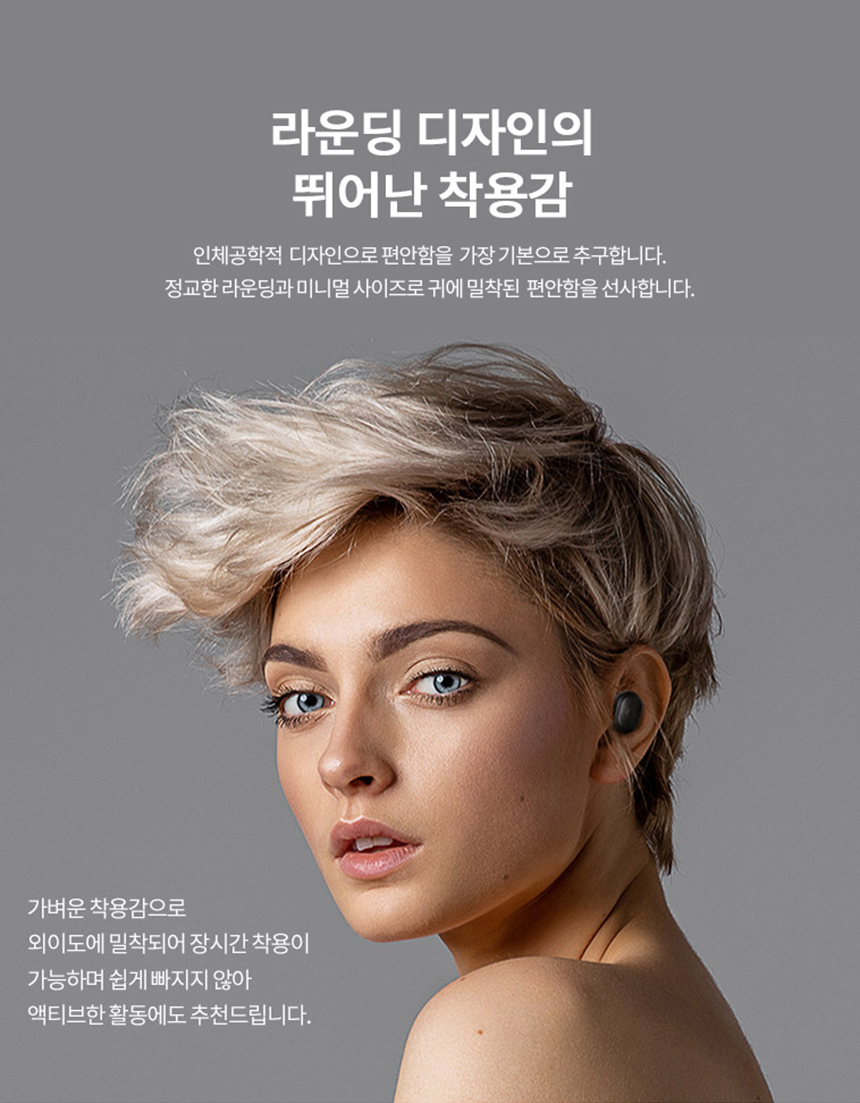 라운딩 디자인의
뛰어난 착용감
인체공학적 디자인으로 편안함을 가장 기본으로 추구합니다.
정교한 라운딩과 미니멀 사이즈로 귀에 밀착된 편안함을 선사합니다.
가벼운 착용감으로
외이도에 밀착되어 장시간 착용이
가능하며 쉽게 빠지지 않아
액티브한 활동에도 추천드립니다.